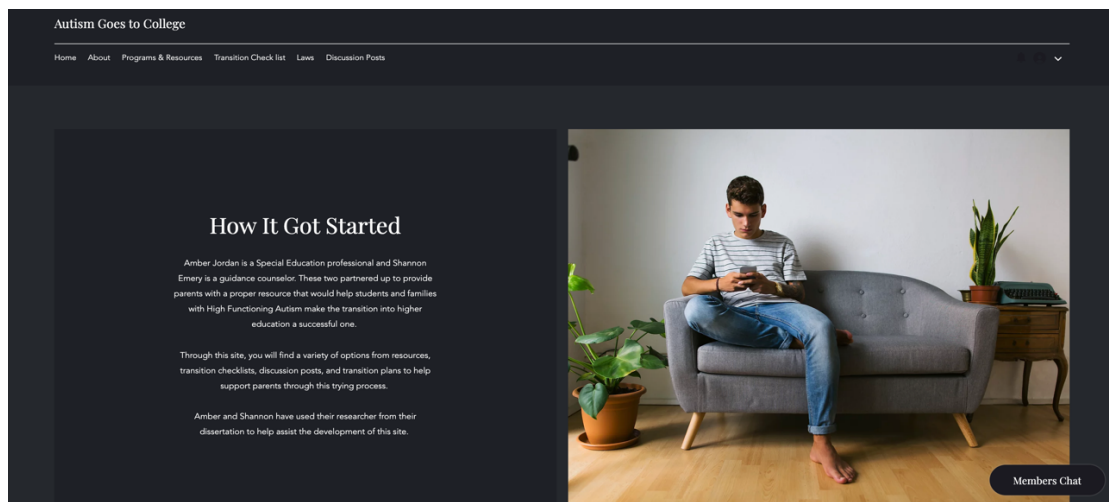 Autism Goes to College
Home About Programs & Resources Transition Check list Laws Discussion Posts
How It Got Started
Amber Jordan is a Special Education professional and Shannon
Emery is a guidance counselor. These two partnered up to provide
parents with a proper resource that would help students and families
with High Functioning Autism make the transition into higher
education a successful one.
Through this site, you will find a variety of options from resources,
transition checklists, discussion posts, and transition plans to help
support parents through this trying process.
Amber and Shannon have used their researcher from their
dissertation to help assist the development of this site.
Members Chat